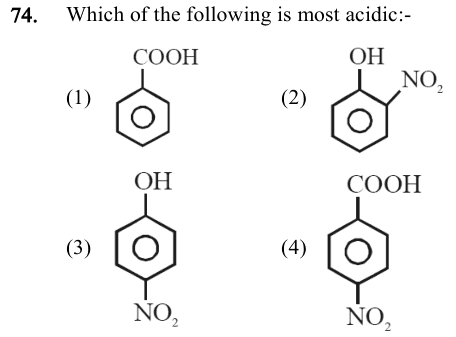 74. Which of the following is most acidic:-
COOH
(1)
OH
NO₂
(2)
OH
(3)
NO₂
COOH
(4)
NO₂